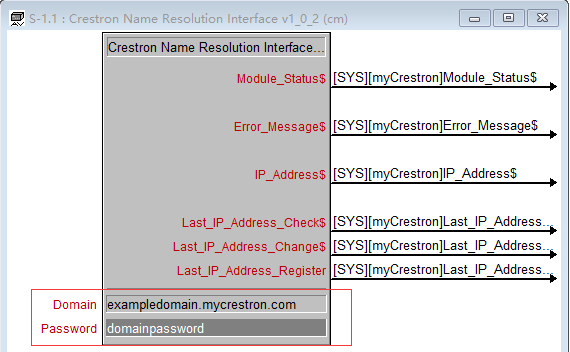 S-1.1 : Crestron Name Resolution Interface v1_0_2 (cm)
Crestron Name Resolution Interface...
Module_Status$ [SYS][myCrestron]Module_Status$
Error_Message$ [SYS][myCrestron]Error_Message$
IP_Address$ [SYS][myCrestron]IP_Address$
Last_IP_Address_Check$ [SYS][myCrestron]Last_IP_Address...
Last_IP_Address_Change$ [SYS][myCrestron]Last_IP_Address...
Last_IP_Address_Register [SYS][myCrestron]Last_IP_Address...
Domain exampledomain.mycrestron.com
Password domainpassword